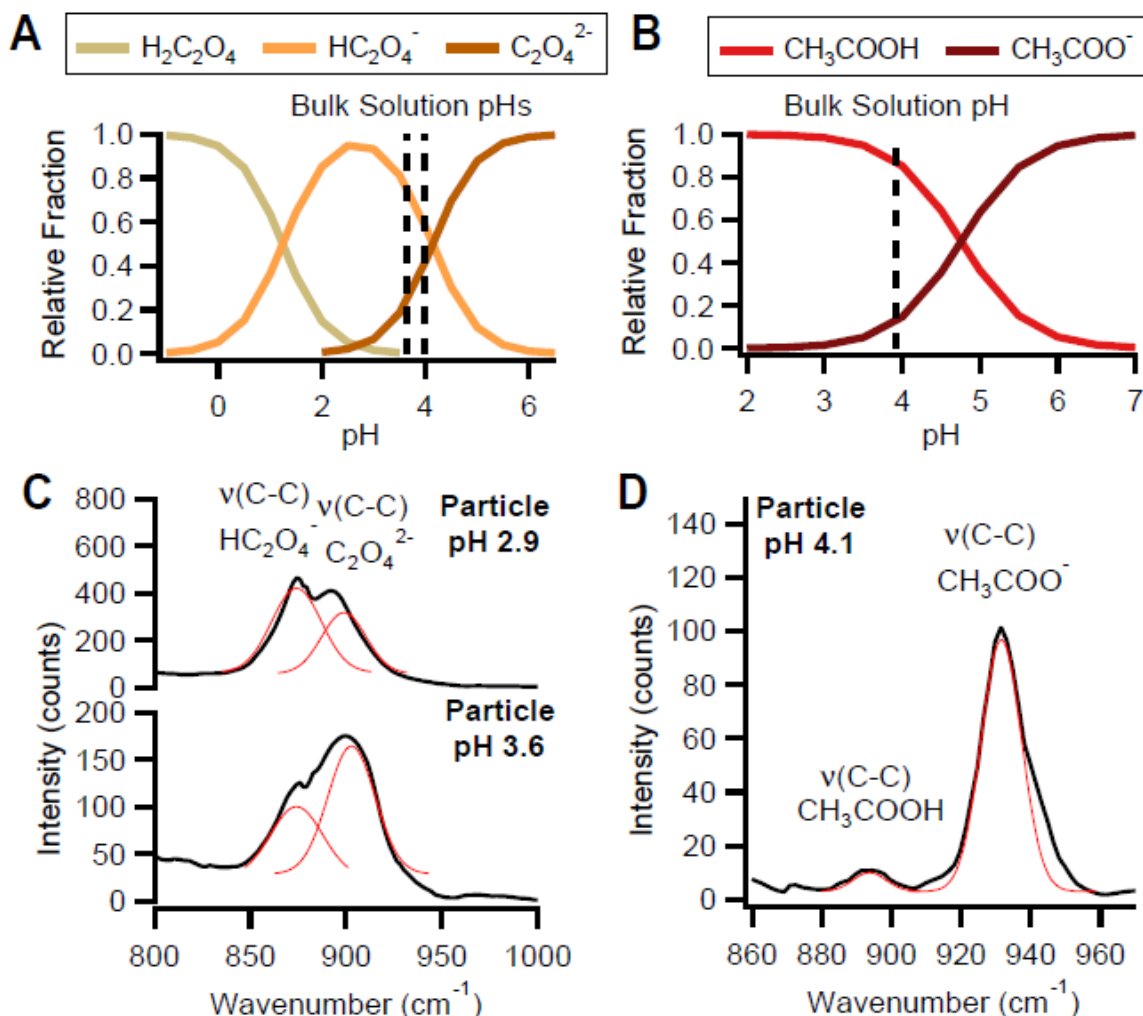 A
H₂C₂O₄ HC₂O₄⁻ C₂O₄²⁻
Bulk Solution pHs
Relative Fraction
1.0
0.8
0.6
0.4
0.2
0.0
0 2 4 6
pH
B
CH₃COOH CH₃COO⁻
Bulk Solution pH
Relative Fraction
1.0
0.8
0.6
0.4
0.2
0.0
2 3 4 5 6 7
pH
C
ν(C-C) ν(C-C)
HC₂O₄⁻ C₂O₄²⁻
Particle
pH 2.9
800
600
400
200
0
Particle
pH 3.6
200
150
100
50
0
Intensity (counts)
800 850 900 950 1000
Wavenumber (cm⁻¹)
D
Particle
pH 4.1
ν(C-C)
CH₃COO⁻
ν(C-C)
CH₃COOH
Intensity (counts)
140
120
100
80
60
40
20
0
860 880 900 920 940 960
Wavenumber (cm⁻¹)